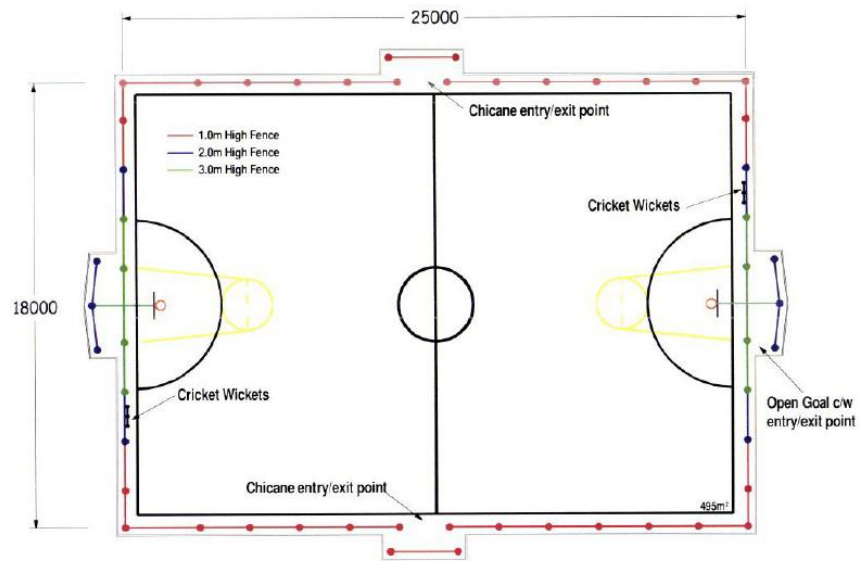 25000
Chicane entry/exit point
1.0m High Fence
2.0m High Fence
3.0m High Fence
Cricket Wickets
18000
Cricket Wickets
Open Goal c/w
entry/exit point
Chicane entry/exit point
495m²